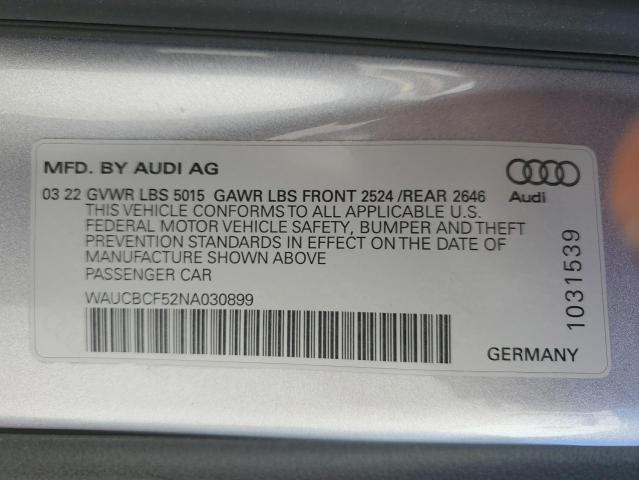 MFD. BY AUDI AG
Audi
03 22 GVWR LBS 5015 GAWR LBS FRONT 2524 /REAR 2646
THIS VEHICLE CONFORMS TO ALL APPLICABLE U.S.
FEDERAL MOTOR VEHICLE SAFETY, BUMPER AND THEFT
PREVENTION STANDARDS IN EFFECT ON THE DATE OF
MANUFACTURE SHOWN ABOVE
PASSENGER CAR
WAUCBCF52NA030899
1031539
GERMANY